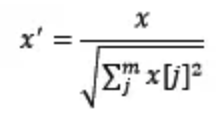 x' = x / √(∑_j^m x[j]²)